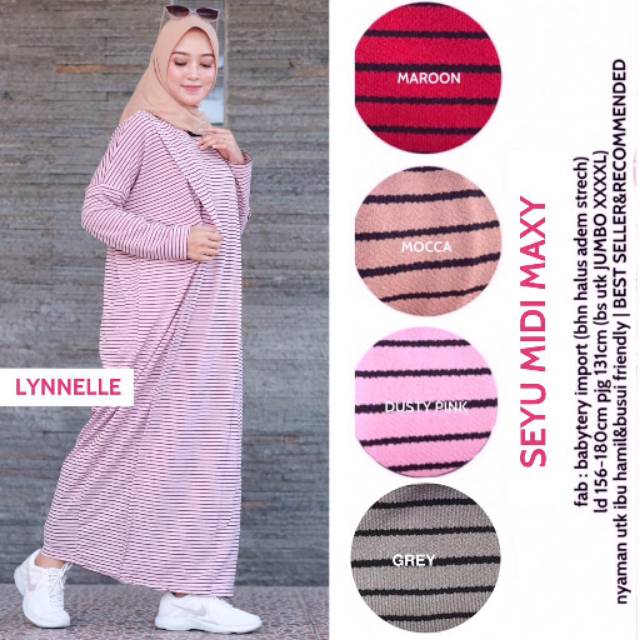 LYNNELLE
MAROON
MOCCA
DUSTY PINK
GREY
SEYU MIDI MAXY
fab : babytery import (bhn halus adem strech)
ld 156-180cm pjg 131cm (bs utk JUMBO XXXXL)
nyaman utk ibu hamil&busui friendly | BEST SELLER&RECOMMENDED